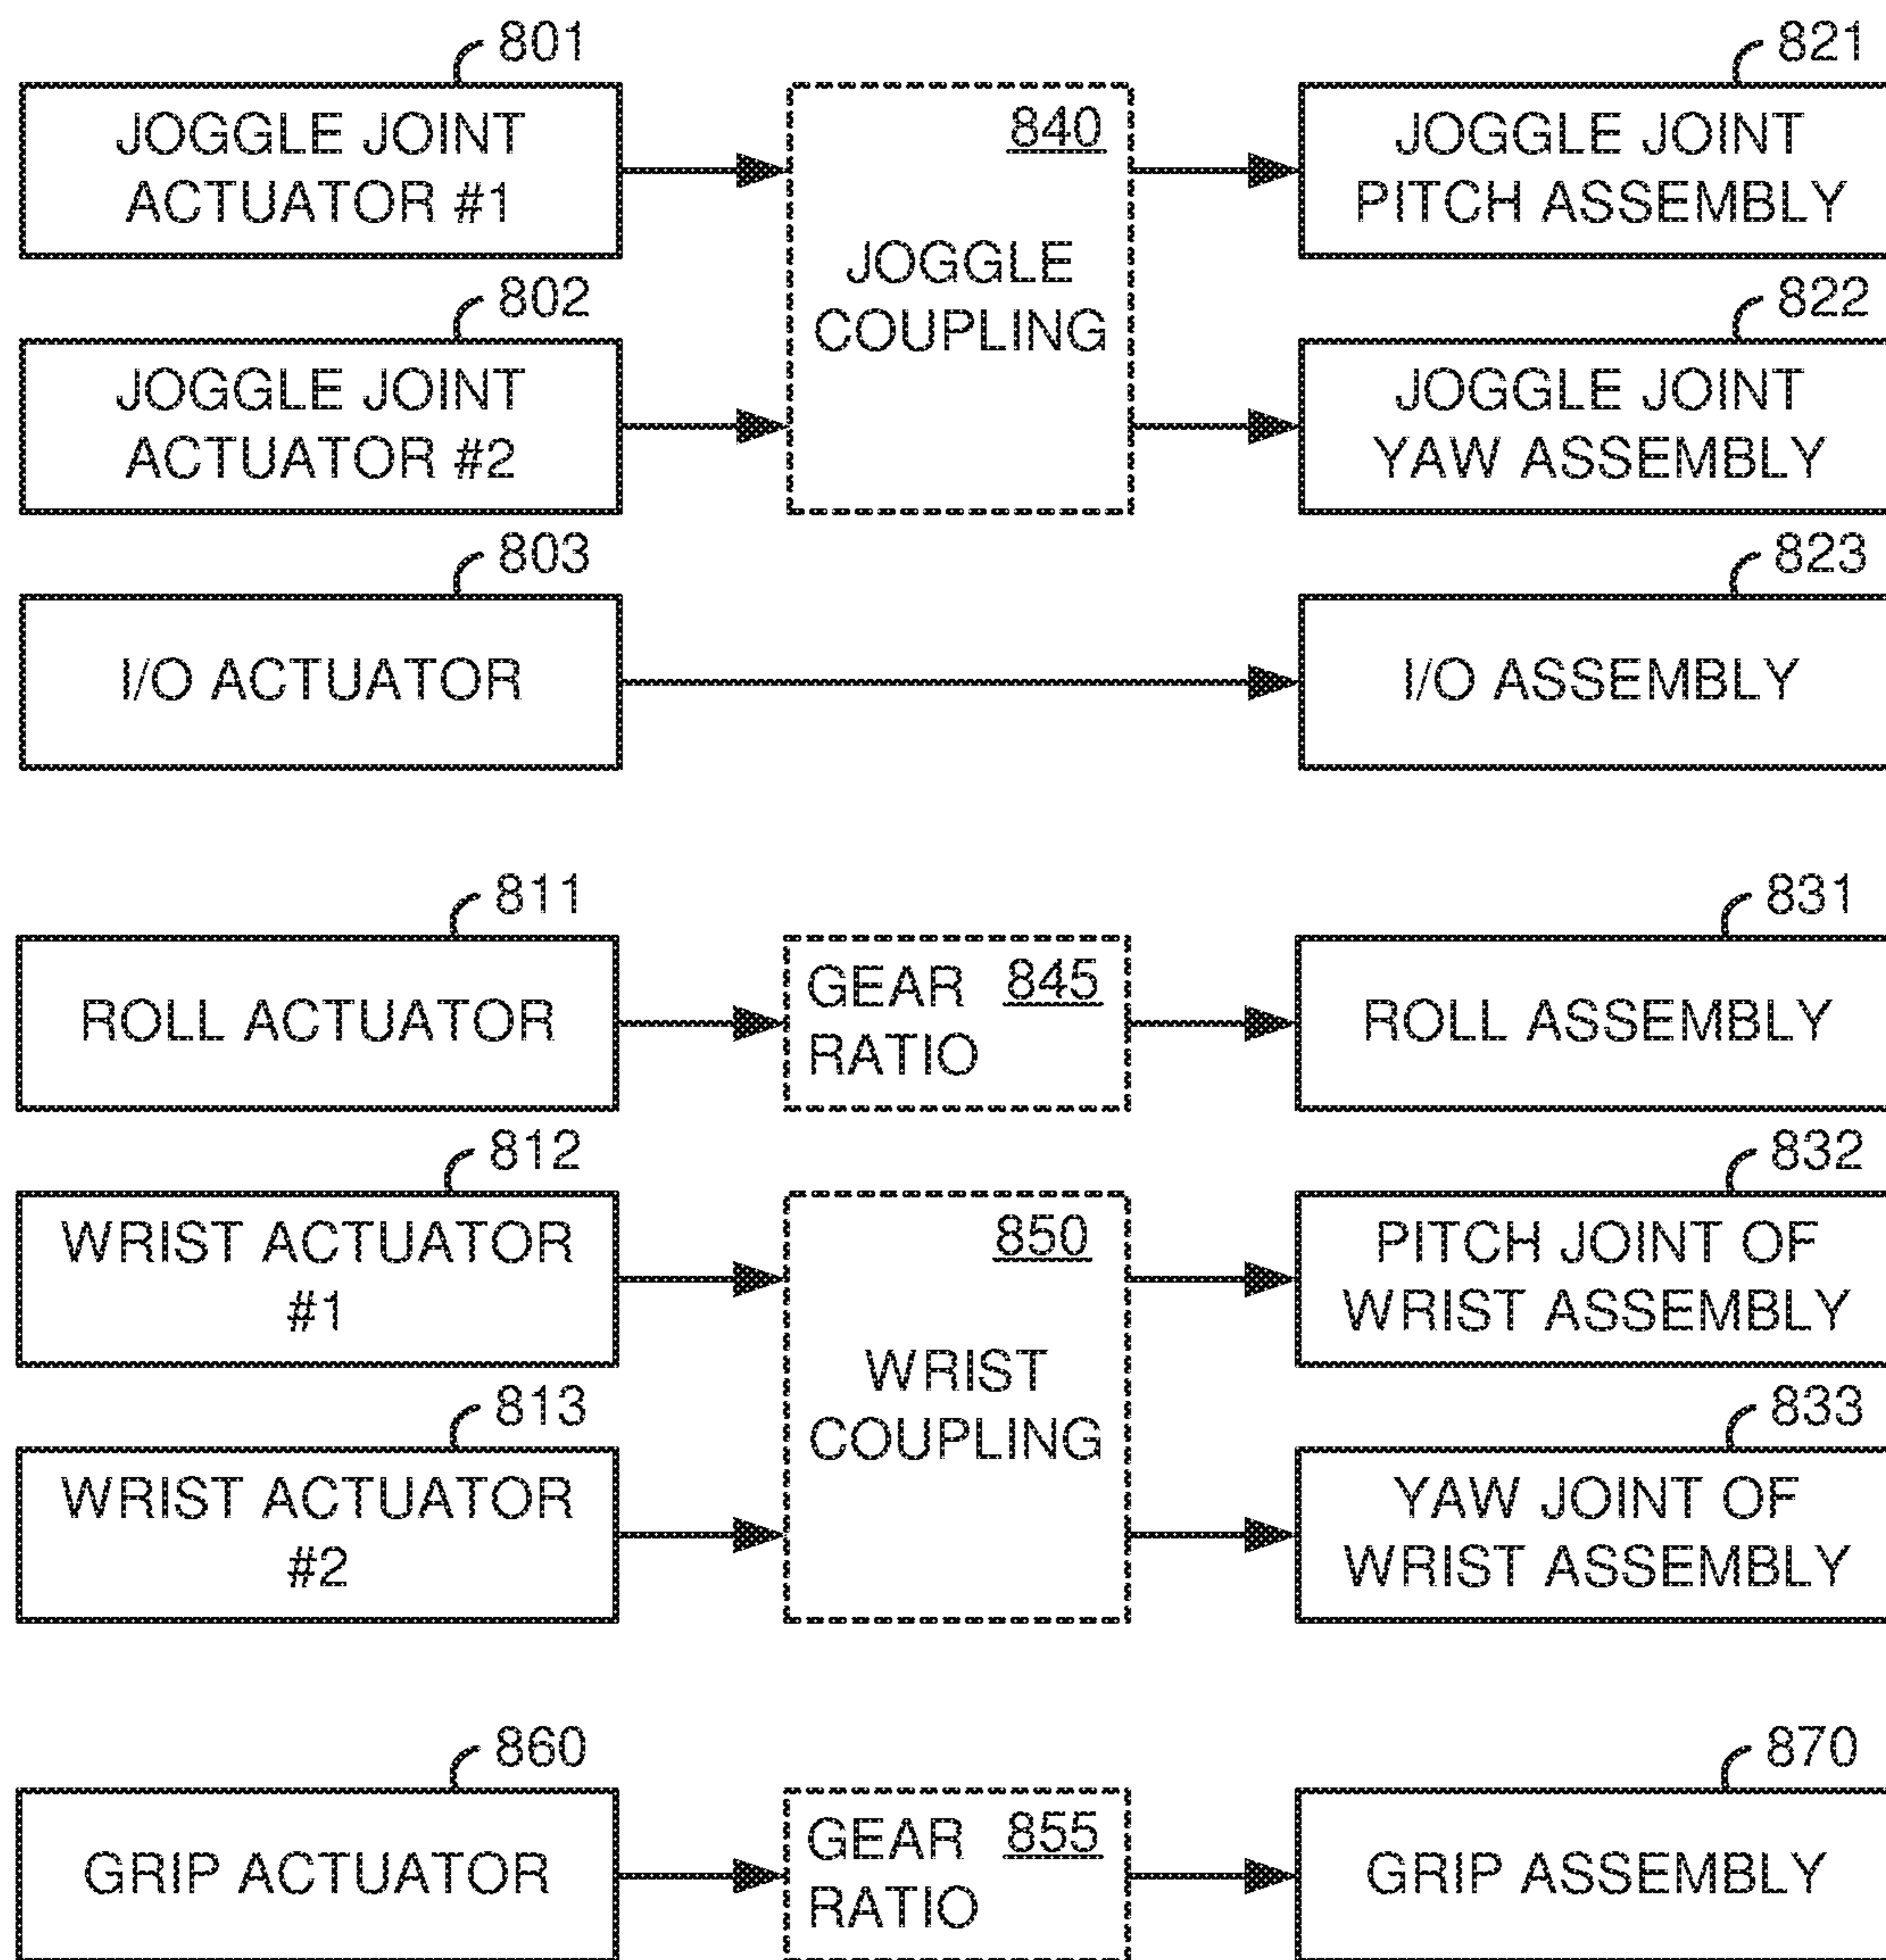 801
821
JOGGLE JOINT
ACTUATOR #1
840
JOGGLE
COUPLING
JOGGLE JOINT
PITCH ASSEMBLY
802
822
JOGGLE JOINT
ACTUATOR #2
JOGGLE JOINT
YAW ASSEMBLY
803
823
I/O ACTUATOR
I/O ASSEMBLY
811
831
ROLL ACTUATOR
GEAR 845
RATIO
ROLL ASSEMBLY
812
832
WRIST ACTUATOR
#1
850
WRIST
COUPLING
PITCH JOINT OF
WRIST ASSEMBLY
813
833
WRIST ACTUATOR
#2
YAW JOINT OF
WRIST ASSEMBLY
860
870
GRIP ACTUATOR
GEAR 855
RATIO
GRIP ASSEMBLY